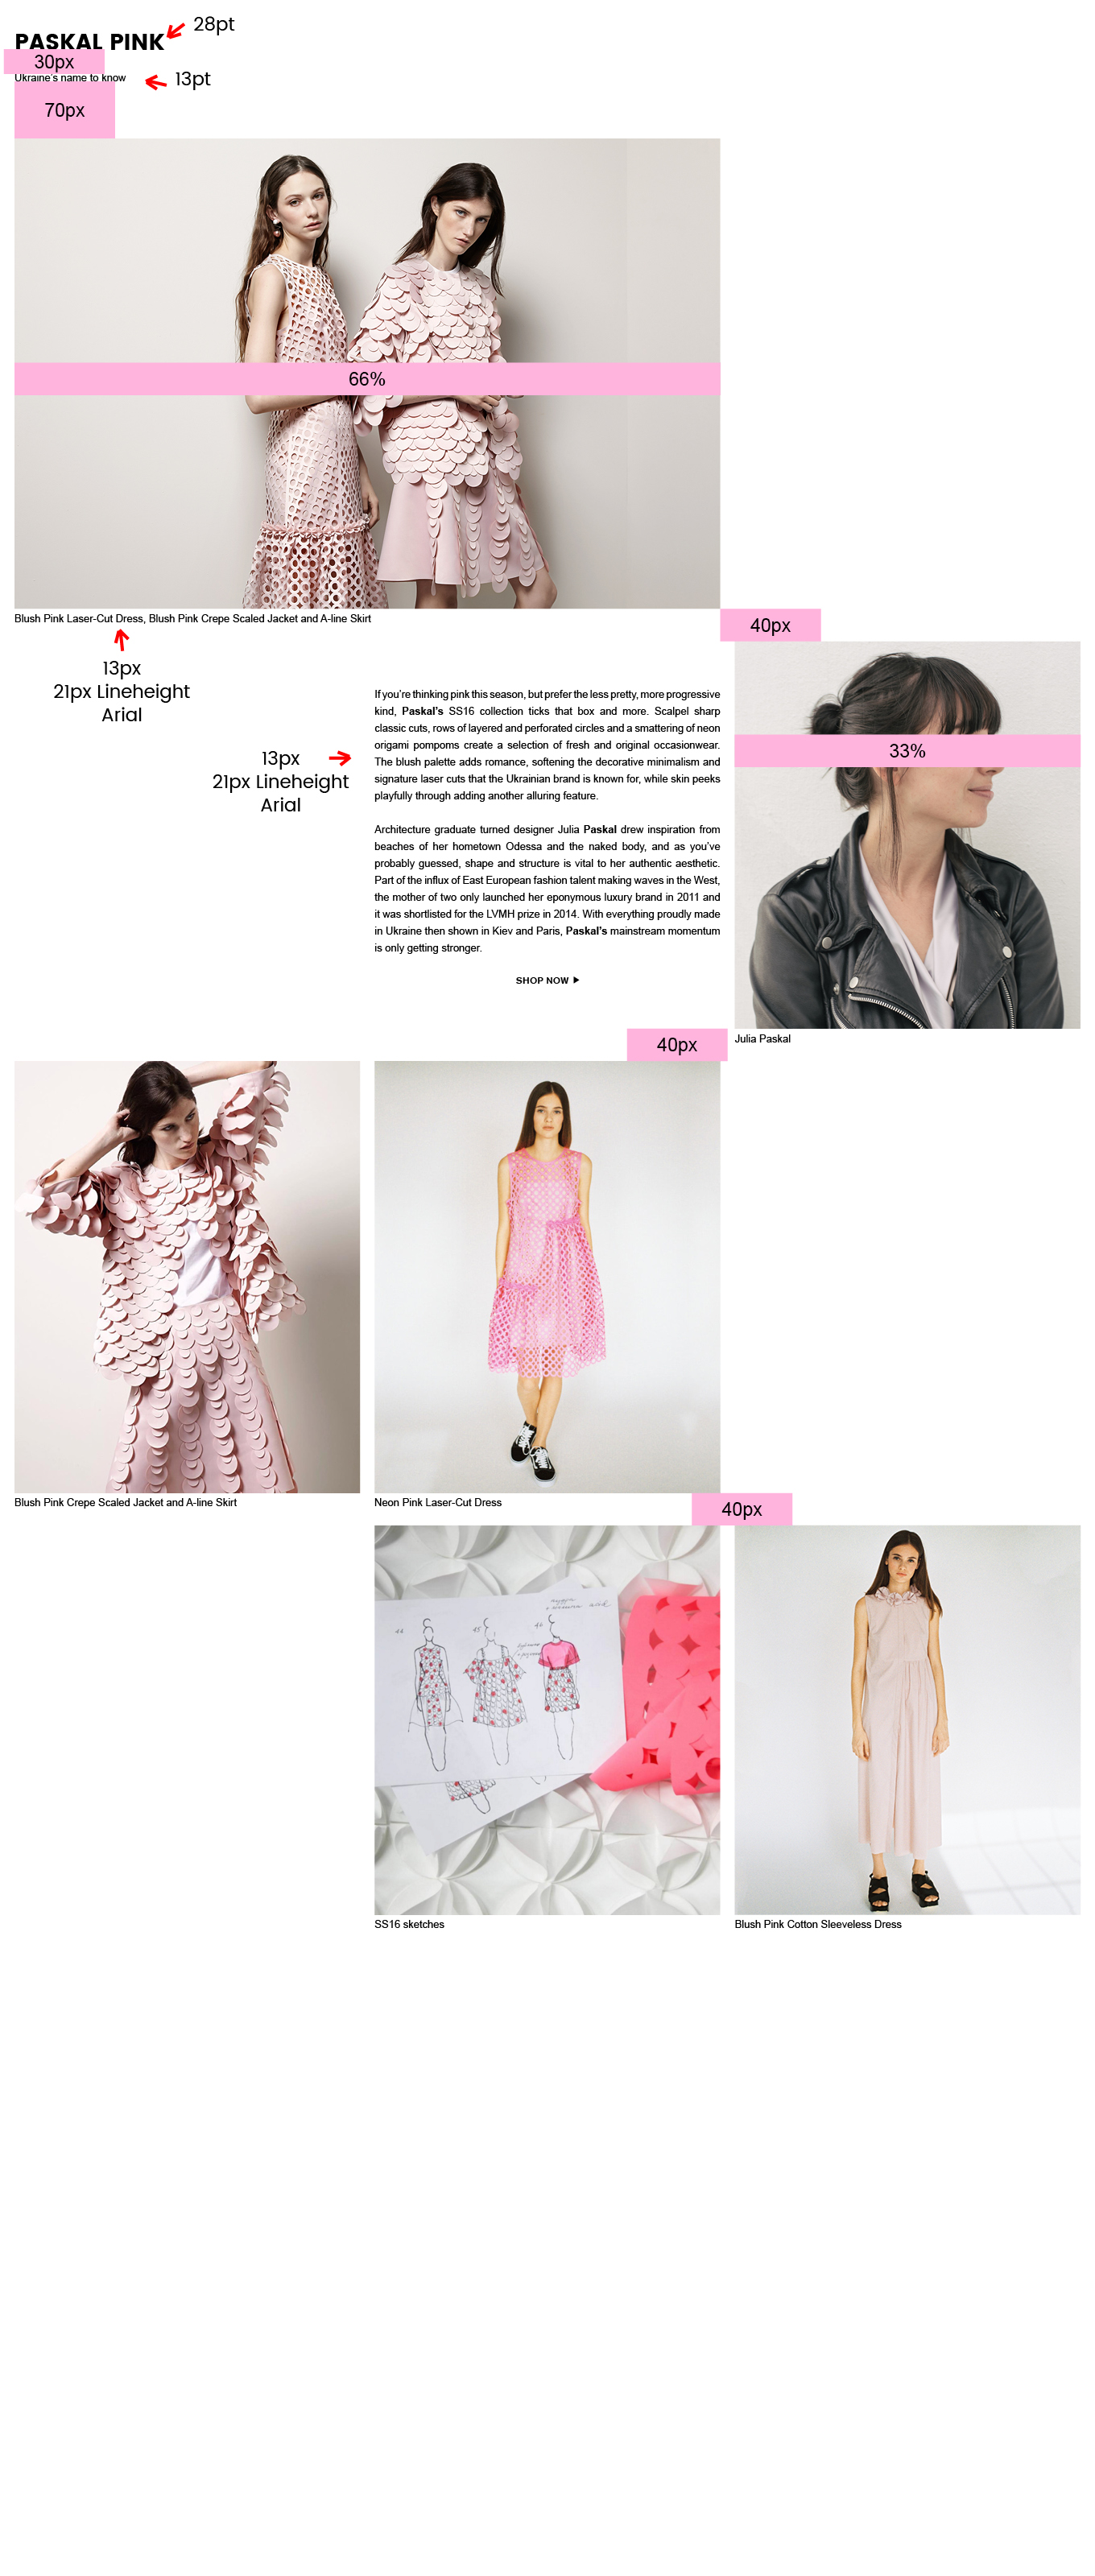 28pt
PASKAL PINK
30px
Ukraine's name to know
13pt
70px
66%
Blush Pink Laser-Cut Dress, Blush Pink Crepe Scaled Jacket and A-line Skirt
40px
13px
21px Lineheight
Arial
If you're thinking pink this season, but prefer the less pretty, more progressive
kind, Paskal's SS16 collection ticks that box and more. Scalpel sharp
classic cuts, rows of layered and perforated circles and a smattering of neon
origami pompoms create a selection of fresh and original occasionwear.
The blush palette adds romance, softening the decorative minimalism and
signature laser cuts that the Ukrainian brand is known for, while skin peeks
playfully through adding another alluring feature.
13px
21px Lineheight
Arial
33%
Architecture graduate turned designer Julia Paskal drew inspiration from
beaches of her hometown Odessa and the naked body, and as you've
probably guessed, shape and structure is vital to her authentic aesthetic.
Part of the influx of East European fashion talent making waves in the West,
the mother of two only launched her eponymous luxury brand in 2011 and
it was shortlisted for the LVMH prize in 2014. With everything proudly made
in Ukraine then shown in Kiev and Paris, Paskal's mainstream momentum
is only getting stronger.
SHOP NOW
40px
Julia Paskal
Blush Pink Crepe Scaled Jacket and A-line Skirt
Neon Pink Laser-Cut Dress
40px
44
45
46
SS16 sketches
Blush Pink Cotton Sleeveless Dress